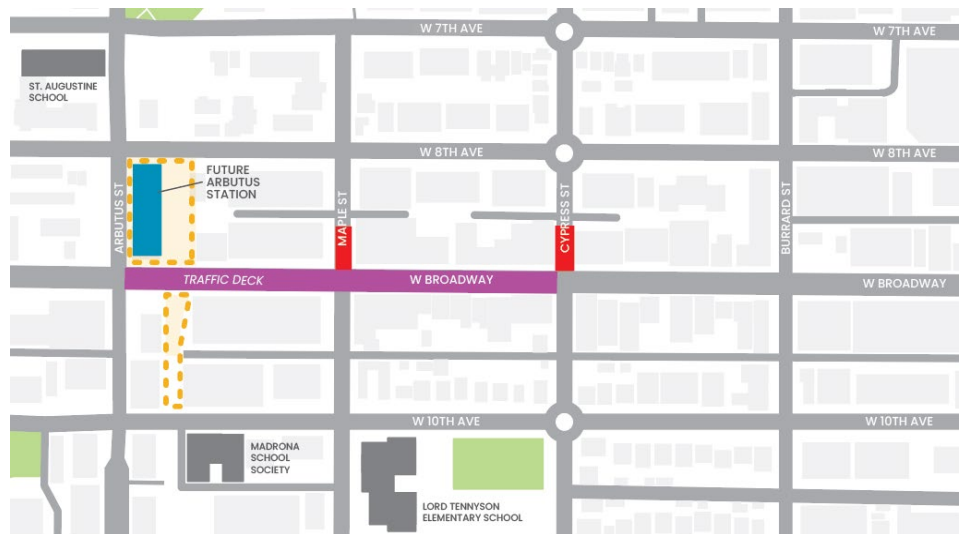 W 7TH AVE
W 7TH AVE
ST. AUGUSTINE
SCHOOL
W 8TH AVE
W 8TH AVE
FUTURE
ARBUTUS
STATION
ARBUTUS ST
MAPLE ST
CYPRESS ST
BURRARD ST
TRAFFIC DECK
W BROADWAY
W BROADWAY
W 10TH AVE
W 10TH AVE
MADRONA
SCHOOL
SOCIETY
LORD TENNYSON
ELEMENTARY SCHOOL